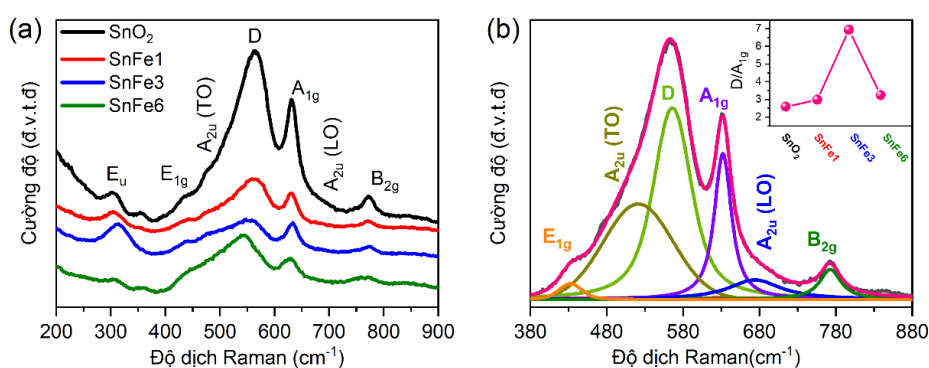 (a)
SnO₂
SnFe1
SnFe3
SnFe6
D
A₁g
A₂u (TO)
A₂u (LO)
Eu
E₁g
B₂g
Cường độ (đ.v.t.đ)
200 300 400 500 600 700 800 900
Độ dịch Raman (cm⁻¹)
(b)
D
A₁g
A₂u (TO)
A₂u (LO)
E₁g
B₂g
Cường độ (đ.v.t.đ)
380 480 580 680 780 880
Độ dịch Raman(cm⁻¹)
D/A₁g
7
6
5
4
3
2
SnO₂ SnFe1 SnFe3 SnFe6